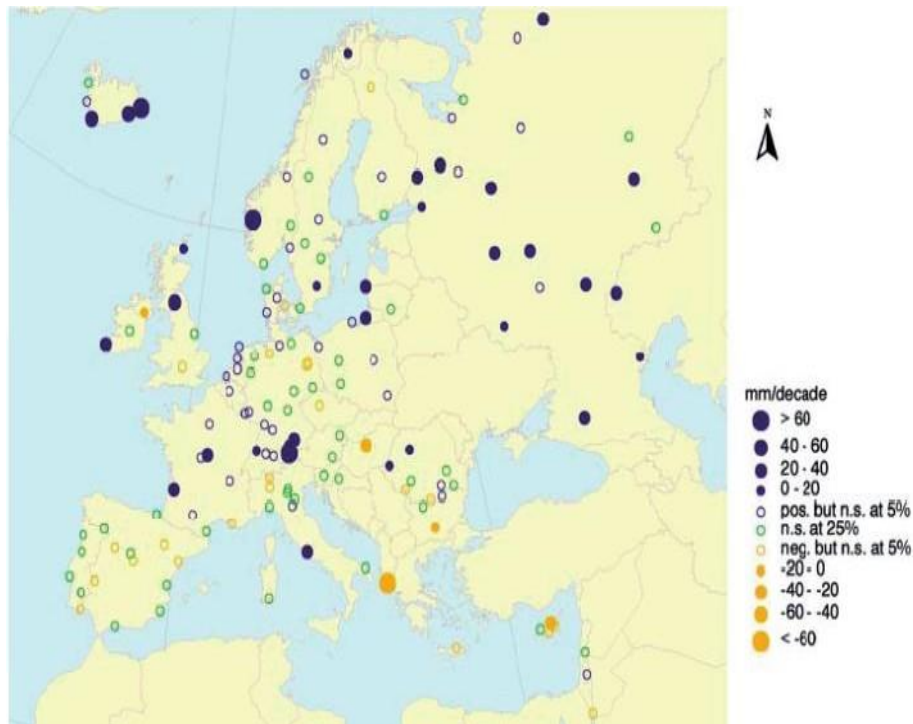 N
mm/decade
> 60
40 - 60
20 - 40
0 - 20
pos. but n.s. at 5%
n.s. at 25%
neg. but n.s. at 5%
-20 - 0
-40 - -20
-60 - -40
< -60